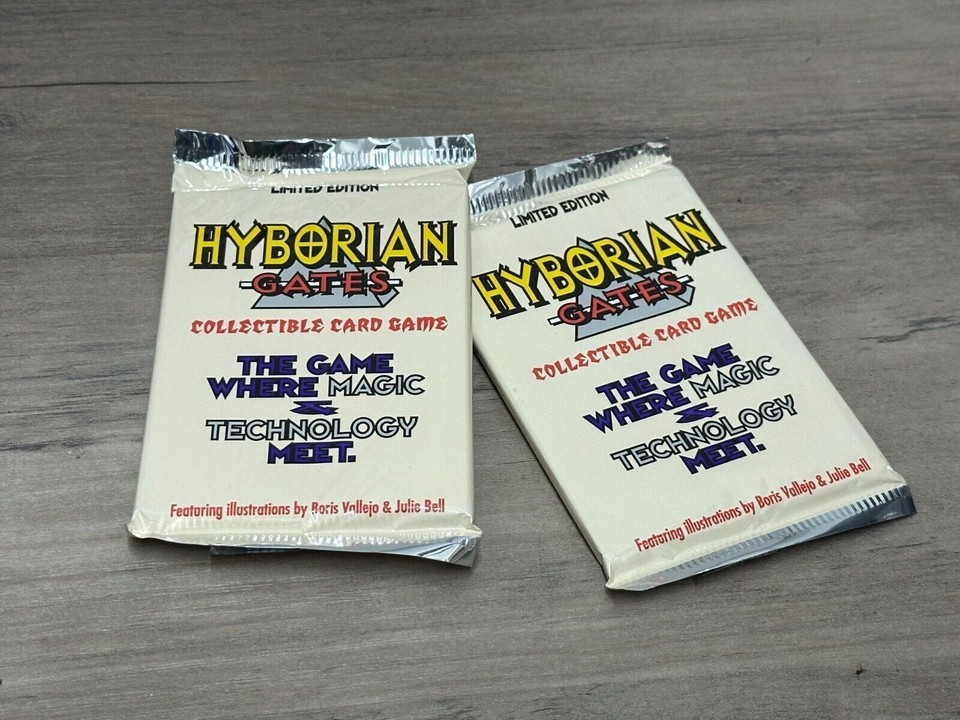 LIMITED EDITION
HYBORIAN
GATES
COLLECTIBLE CARD GAME
THE GAME
WHERE MAGIC
&
TECHNOLOGY
MEET.
Featuring illustrations by Boris Vallejo & Julie Bell
LIMITED EDITION
HYBORIAN
GATES
COLLECTIBLE CARD GAME
THE GAME
WHERE MAGIC
&
TECHNOLOGY
MEET.
Featuring illustrations by Boris Vallejo & Julie Bell